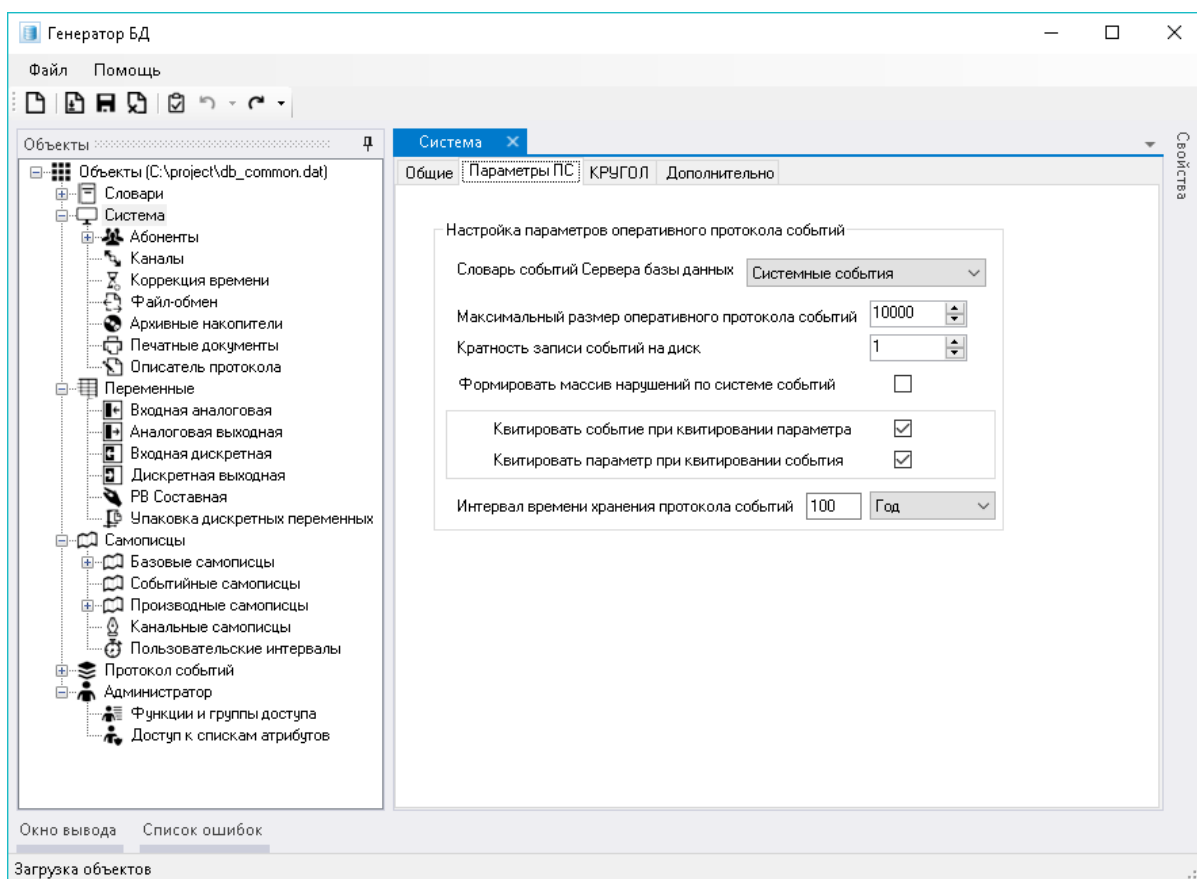 Генератор БД
Файл Помощь
Объекты
Объекты (C:\project\db_common.dat)
Словари
Система
Абоненты
Каналы
Коррекция времени
Файл-обмен
Архивные накопители
Печатные документы
Описатель протокола
Переменные
Входная аналоговая
Аналоговая выходная
Входная дискретная
Дискретная выходная
РВ Составная
Упаковка дискретных переменных
Самописцы
Базовые самописцы
Событийные самописцы
Производные самописцы
Канальные самописцы
Пользовательские интервалы
Протокол событий
Администратор
Функции и группы доступа
Доступ к спискам атрибутов
Система
Общие Параметры ПС КРУГОЛ Дополнительно
Настройка параметров оперативного протокола событий
Словарь событий Сервера базы данных Системные события
Максимальный размер оперативного протокола событий 10000
Кратность записи событий на диск 1
Формировать массив нарушений по системе событий
Квитировать событие при квитировании параметра
Квитировать параметр при квитировании события
Интервал времени хранения протокола событий 100 Год
Свойства
Окно вывода Список ошибок
Загрузка объектов